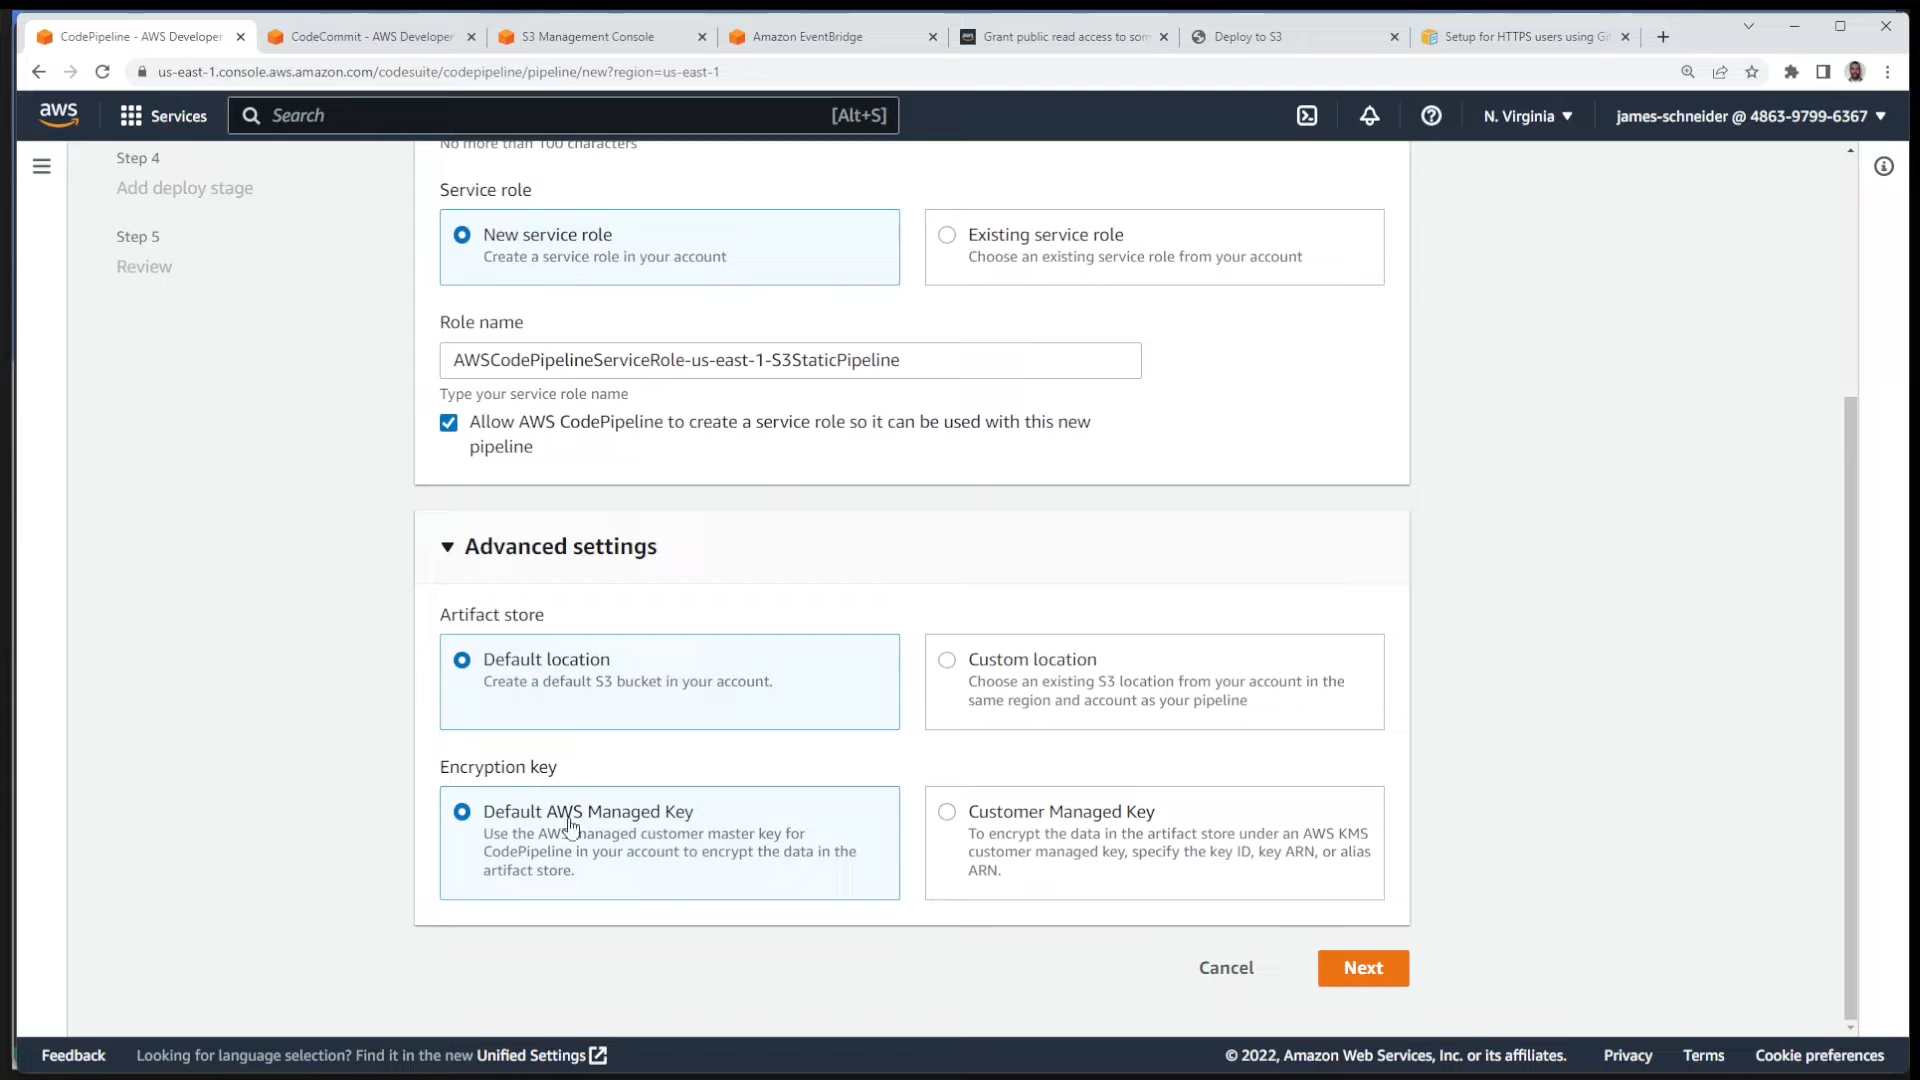 CodePipeline - AWS Developer
CodeCommit - AWS Developer
S3 Management Console
Amazon EventBridge
Grant public read access to som
Deploy to S3
Setup for HTTPS users using Gi
us-east-1.console.aws.amazon.com/codesuite/codepipeline/pipeline/new?region=us-east-1
aws
Services
Search
[Alt+S]
N. Virginia
james-schneider @ 4863-9799-6367
Step 4
Add deploy stage
Step 5
Review
No more than 100 characters
Service role
New service role
Create a service role in your account
Existing service role
Choose an existing service role from your account
Role name
AWSCodePipelineServiceRole-us-east-1-S3StaticPipeline
Type your service role name
Allow AWS CodePipeline to create a service role so it can be used with this new
pipeline
Advanced settings
Artifact store
Default location
Create a default S3 bucket in your account.
Custom location
Choose an existing S3 location from your account in the
same region and account as your pipeline
Encryption key
Default AWS Managed Key
Use the AWS managed customer master key for
CodePipeline in your account to encrypt the data in the
artifact store.
Customer Managed Key
To encrypt the data in the artifact store under an AWS KMS
customer managed key, specify the key ID, key ARN, or alias
ARN.
Cancel
Next
Feedback
Looking for language selection? Find it in the new Unified Settings
© 2022, Amazon Web Services, Inc. or its affiliates.
Privacy
Terms
Cookie preferences